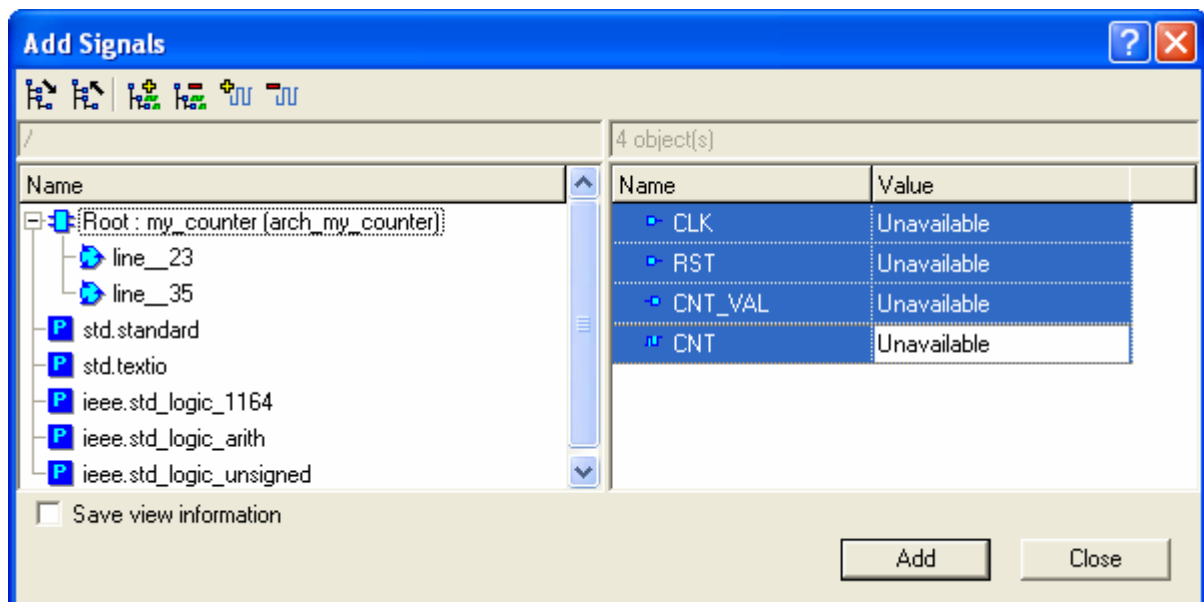 Add Signals
/
4 object(s)
Name
Name Value
Root : my_counter (arch_my_counter)
CLK Unavailable
line__23
RST Unavailable
line__35
CNT_VAL Unavailable
std.standard
CNT Unavailable
std.textio
ieee.std_logic_1164
ieee.std_logic_arith
ieee.std_logic_unsigned
Save view information
Add Close